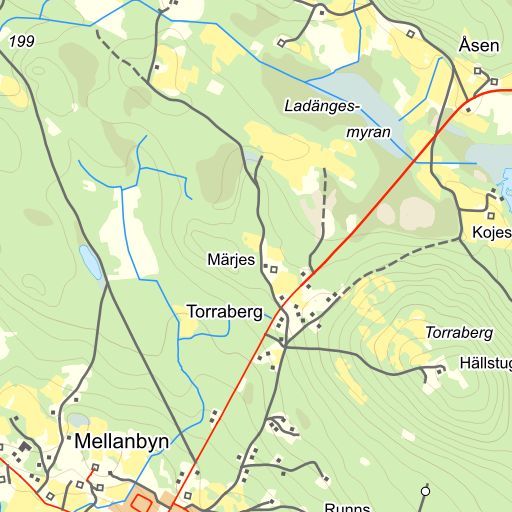 199
Åsen
Ladänges-
myran
Kojes
Märjes
Torraberg
Torraberg
Hällstug
Mellanbyn
Runns